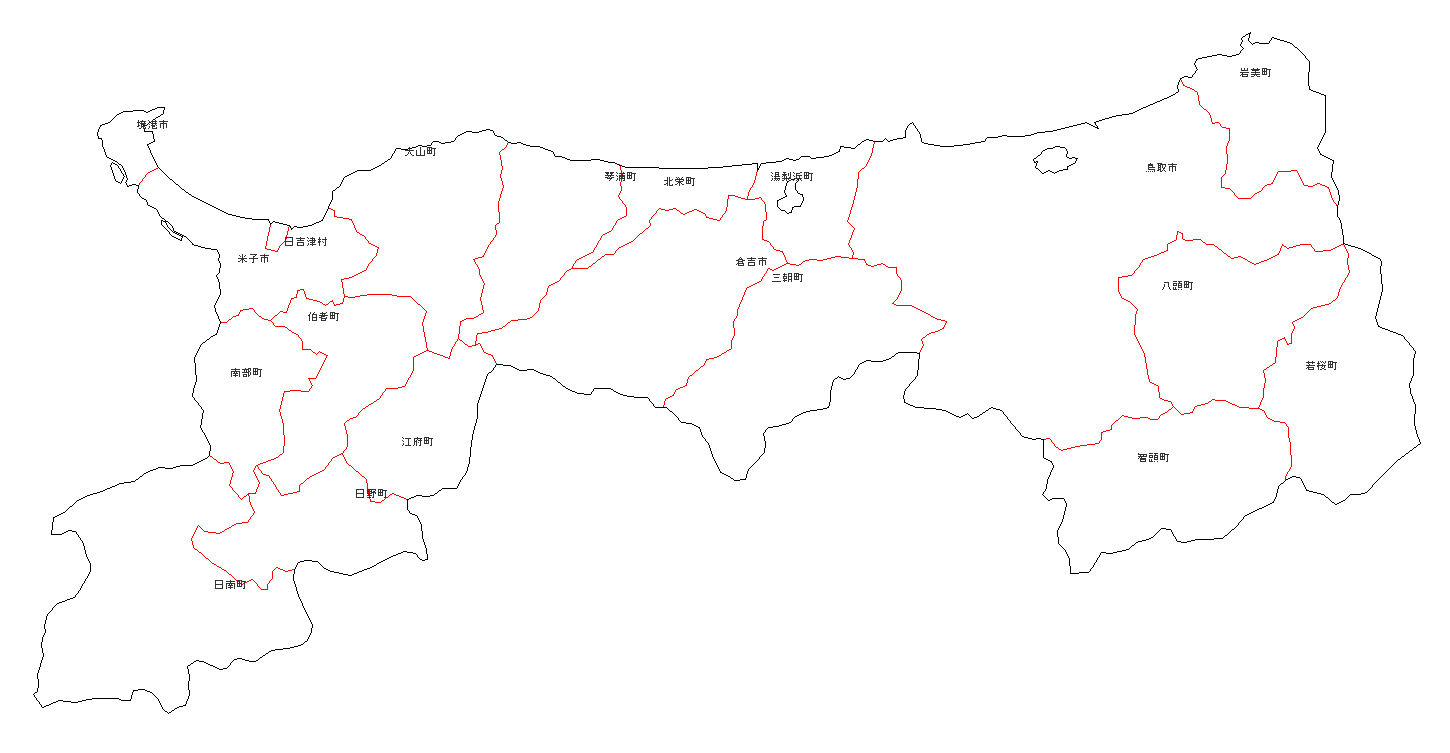 岩美町
境港市
大山町
鳥取市
琴浦町
北栄町
湯梨浜町
日吉津村
米子市
倉吉市
三朝町
八頭町
伯耆町
若桜町
南部町
江府町
智頭町
日野町
日南町